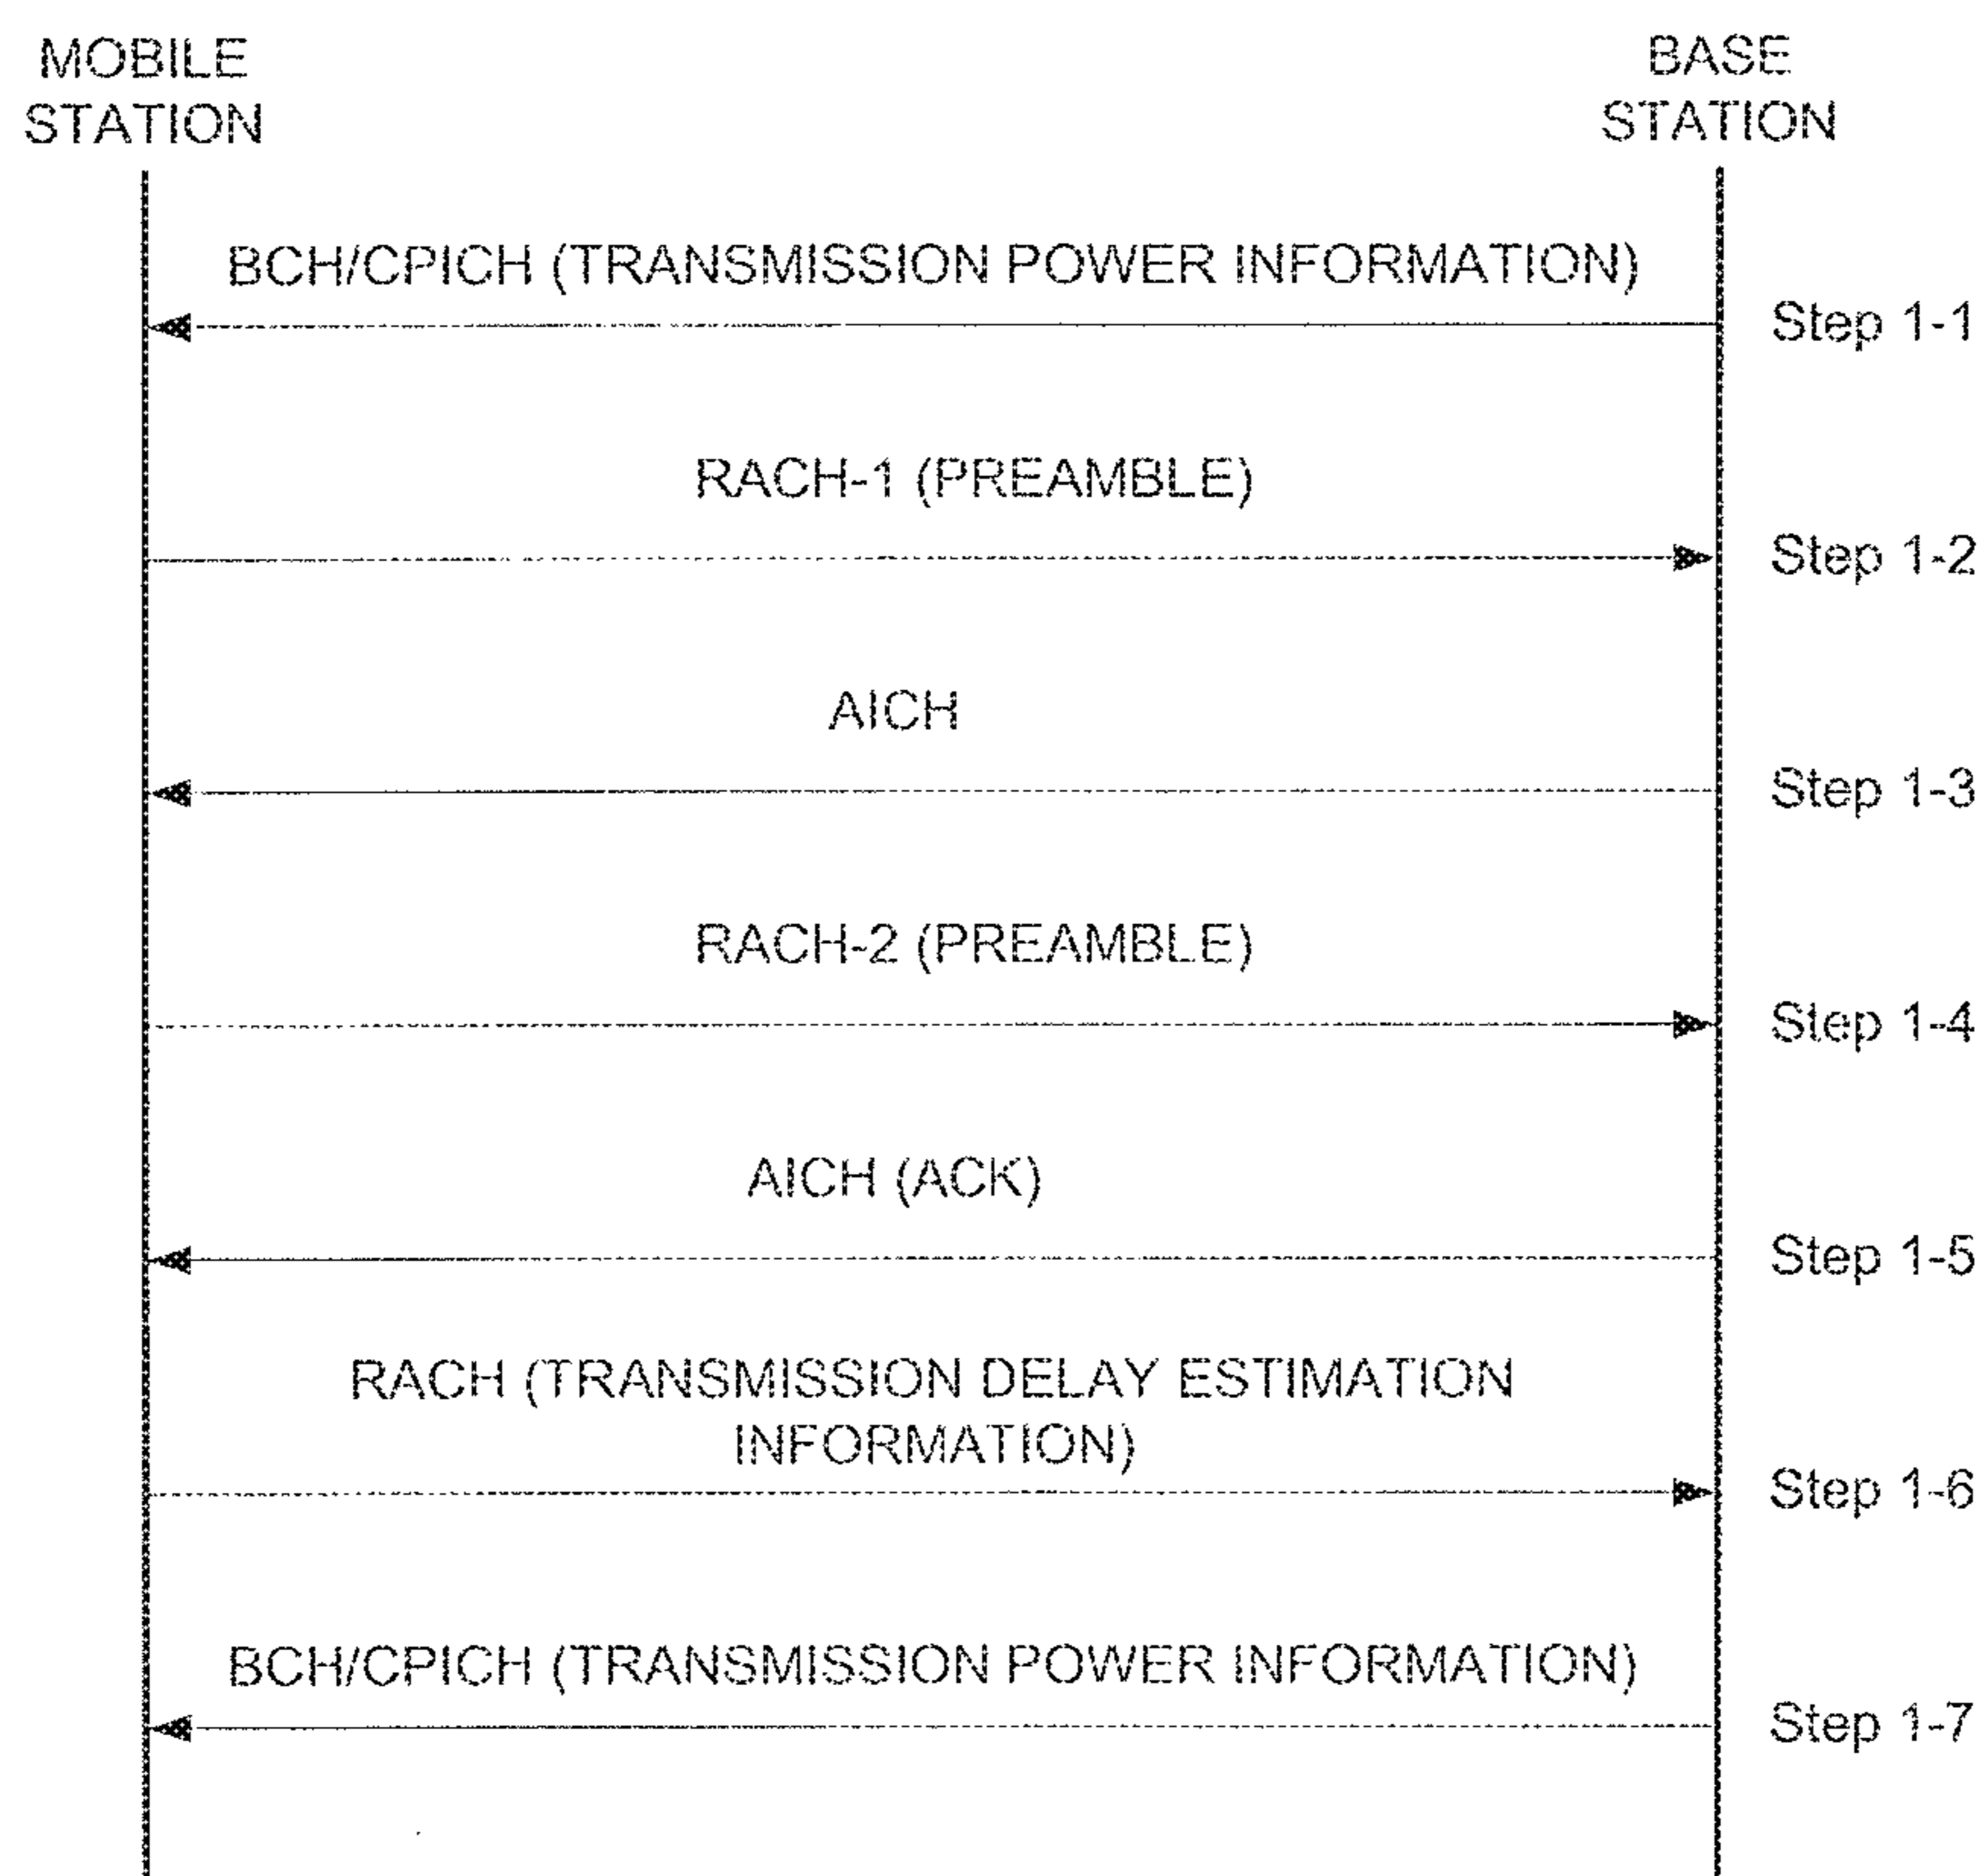 MOBILE
STATION
BASE
STATION
BCH/CPICH (TRANSMISSION POWER INFORMATION)
Step 1-1
RACH-1 (PREAMBLE)
Step 1-2
AICH
Step 1-3
RACH-2 (PREAMBLE)
Step 1-4
AICH (ACK)
Step 1-5
RACH (TRANSMISSION DELAY ESTIMATION
INFORMATION)
Step 1-6
BCH/CPICH (TRANSMISSION POWER INFORMATION)
Step 1-7